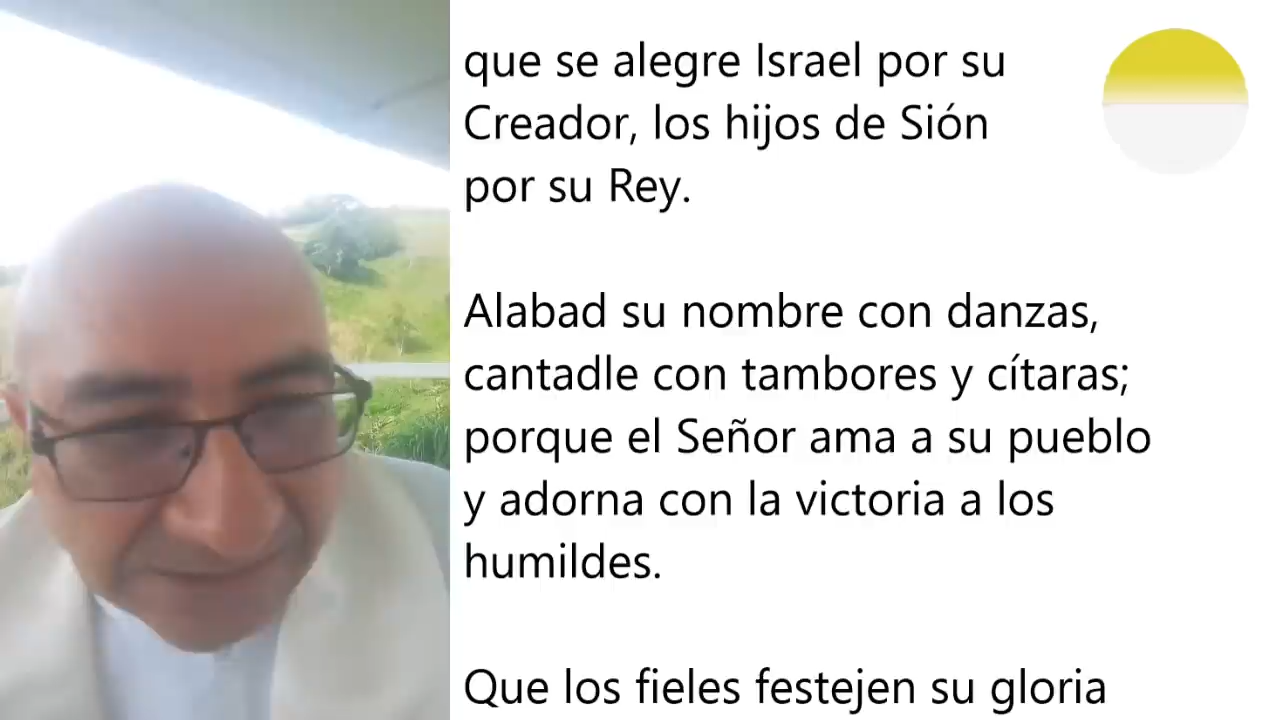 que se alegre Israel por su
Creador, los hijos de Sión
por su Rey.
Alabad su nombre con danzas,
cantadle con tambores y cítaras;
porque el Señor ama a su pueblo
y adorna con la victoria a los
humildes.
Que los fieles festejen su gloria